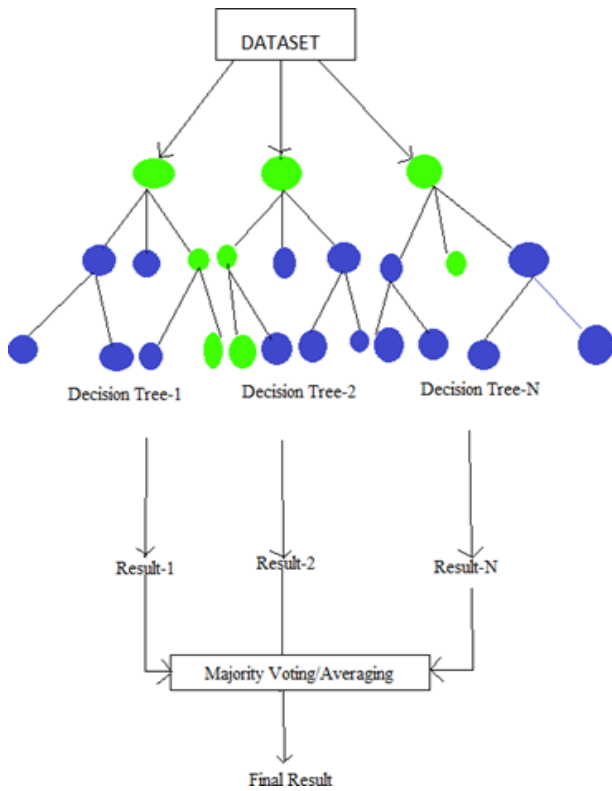 DATASET
Decision Tree-1
Decision Tree-2
Decision Tree-N
Result-1
Result-2
Result-N
Majority Voting/Averaging
Final Result